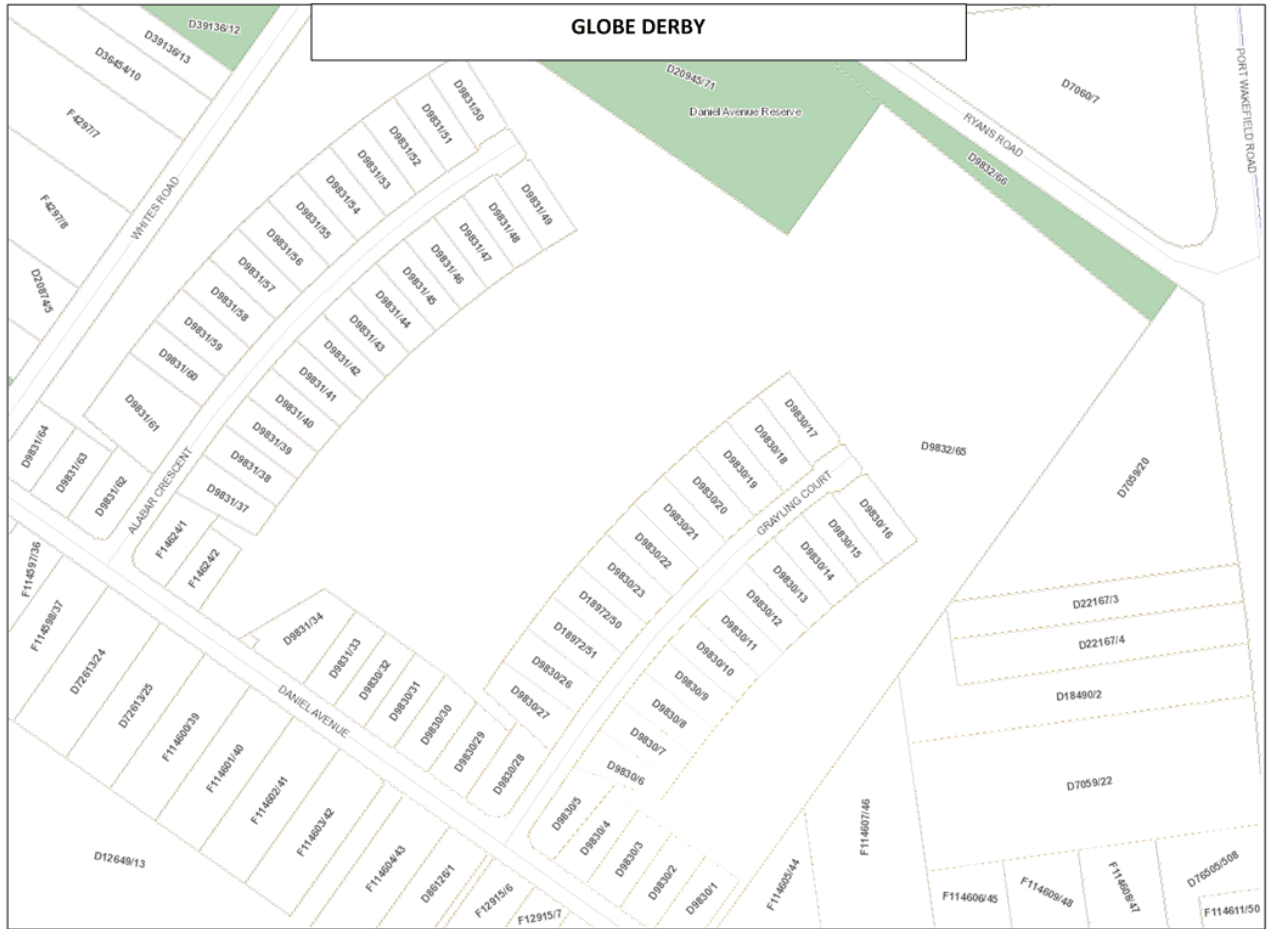 GLOBE DERBY
D39136/12
D39136/13
D36454/10
F4297/7
F4297/8
D20874/5
WHITES ROAD
D20945/71
Daniel Avenue Reserve
D7060/7
RYANS ROAD
PORT WAKEFIELD ROAD
D9832/66
D9831/50
D9831/51
D9831/52
D9831/53
D9831/54
D9831/55
D9831/56
D9831/57
D9831/58
D9831/59
D9831/60
D9831/61
D9831/49
D9831/48
D9831/47
D9831/46
D9831/45
D9831/44
D9831/43
D9831/42
D9831/41
D9831/40
D9831/39
D9831/38
D9831/37
D9831/64
D9831/63
D9831/62
ALABAR CRESCENT
F14624/1
F14624/2
D9832/65
D7059/20
D9830/17
D9830/18
D9830/19
D9830/20
D9830/21
D9830/22
D9830/23
D18972/50
D18972/51
D9830/26
D9830/27
GRAYLING COURT
D9830/16
D9830/15
D9830/14
D9830/13
D9830/12
D9830/11
D9830/10
D9830/9
D9830/8
D9830/7
D9830/6
D9830/5
D9830/4
D9830/3
D9830/2
D9830/1
D9831/34
D9831/33
D9830/32
D9830/31
D9830/30
D9830/29
D9830/28
DANIEL AVENUE
F114597/36
F114598/37
D72613/24
D72613/25
F114600/39
F114601/40
F114602/41
F114603/42
F114604/43
D86126/1
F12915/6
F12915/7
D12649/13
D22167/3
D22167/4
D18490/2
D7059/22
F114607/46
F114605/44
F114606/45
F114609/48
F114608/47
D76505/508
F114611/50